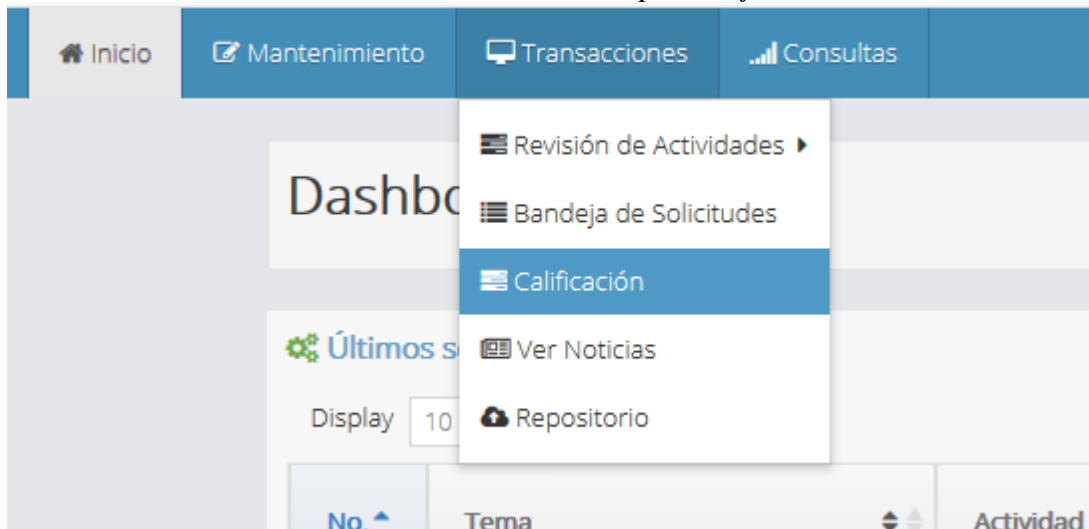 Inicio Mantenimiento Transacciones Consultas
Revisión de Actividades
Bandeja de Solicitudes
Calificación
Ver Noticias
Repositorio
Dashbo
Últimos s
Display 10
No. Tema Actividad